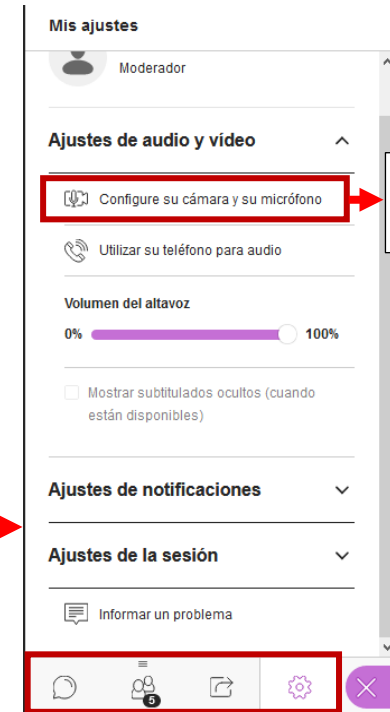 Mis ajustes
Moderador
Ajustes de audio y vídeo
Configure su cámara y su micrófono
Utilizar su teléfono para audio
Volumen del altavoz
0% 100%
Mostrar subtitulados ocultos (cuando
están disponibles)
Ajustes de notificaciones
Ajustes de la sesión
Informar un problema
5